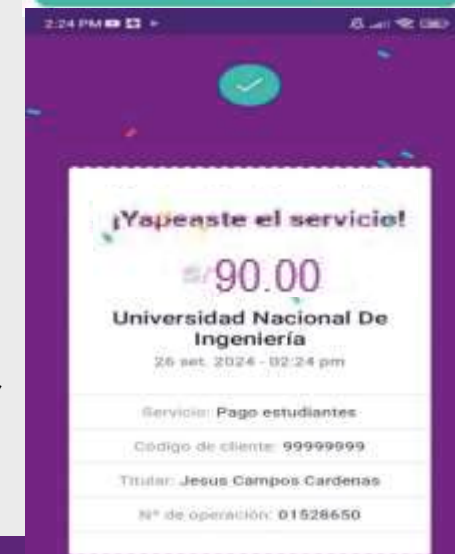 2:24 PM
¡Yapeaste el servicio!
S/90.00
Universidad Nacional De
Ingeniería
26 set. 2024 - 02:24 pm
Servicio: Pago estudiantes
Código de cliente: 99999999
Titular: Jesus Campos Cardenas
N° de operación: 01528650